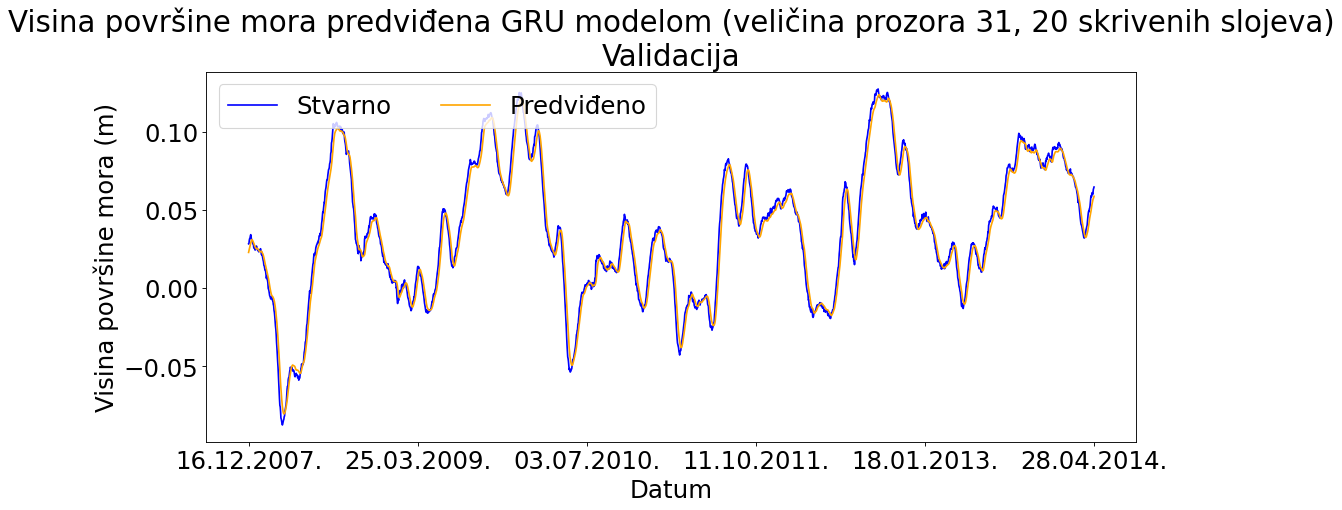 Visina površine mora predviđena GRU modelom (veličina prozora 31, 20 skrivenih slojeva)
Validacija
Stvarno Predviđeno
Visina površine mora (m)
0.10
0.05
0.00
−0.05
16.12.2007. 25.03.2009. 03.07.2010. 11.10.2011. 18.01.2013. 28.04.2014.
Datum